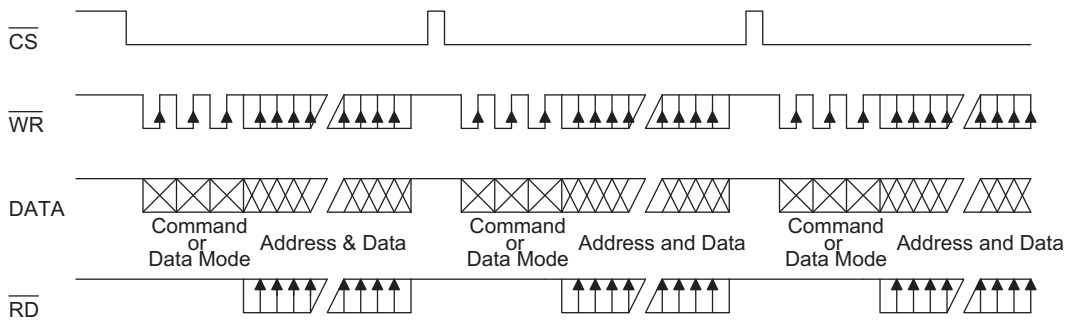 CS
WR
DATA
Command
or
Data Mode
Address & Data
Command
or
Data Mode
Address and Data
Command
or
Data Mode
Address and Data
RD